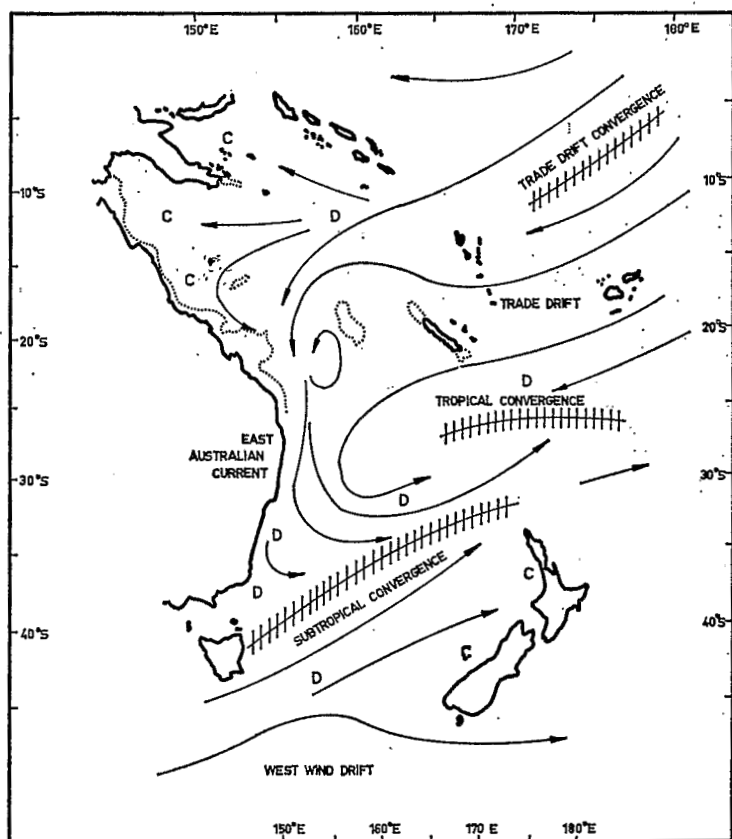 150°E 160°E 170°E 180°E
C
TRADE DRIFT CONVERGENCE
10°S 10°S
C D
C
TRADE DRIFT
20°S 20°S
D
TROPICAL CONVERGENCE
EAST
AUSTRALIAN
CURRENT
30°S 30°S
D
D
D
C
SUBTROPICAL CONVERGENCE
40°S 40°S
C
D
WEST WIND DRIFT
150°E 160°E 170°E 180°E